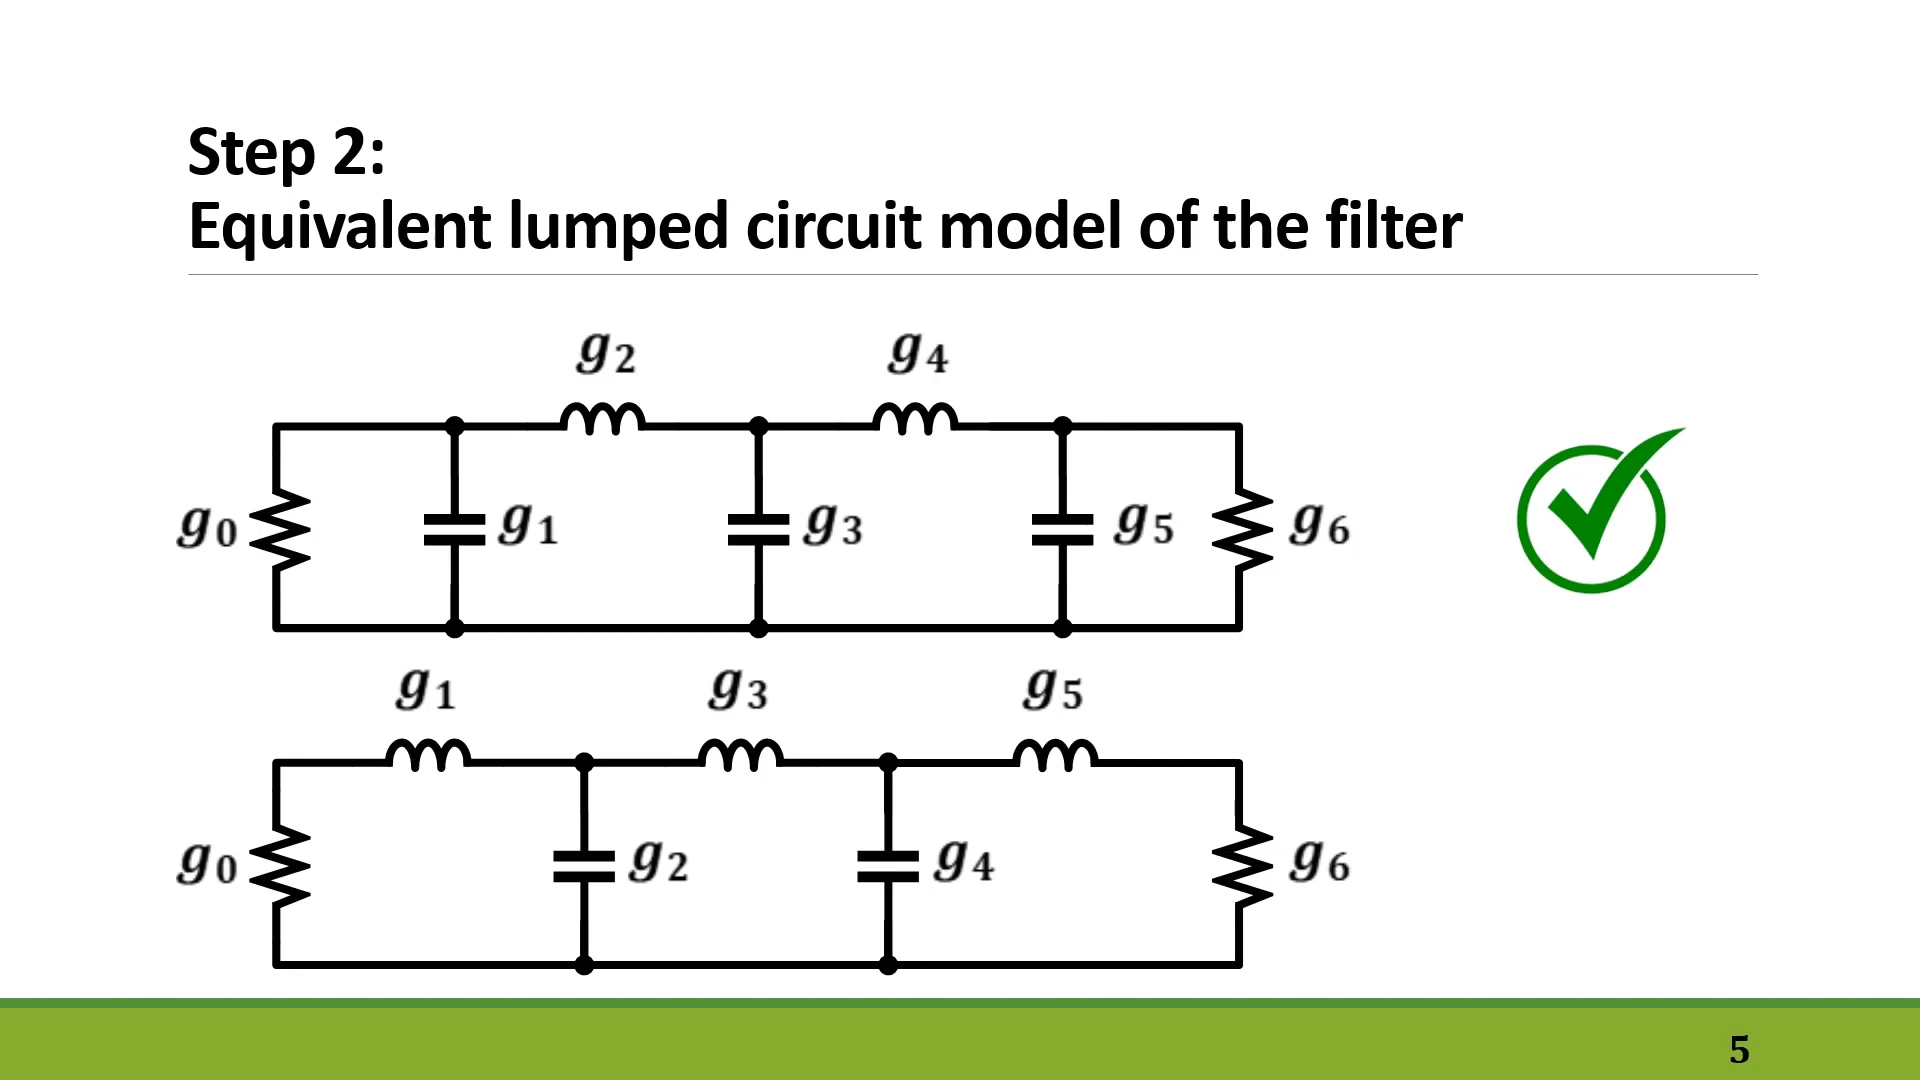 Step 2:
Equivalent lumped circuit model of the filter
g2 g4
g0 g1 g3 g5 g6
g1 g3 g5
g0 g2 g4 g6
5